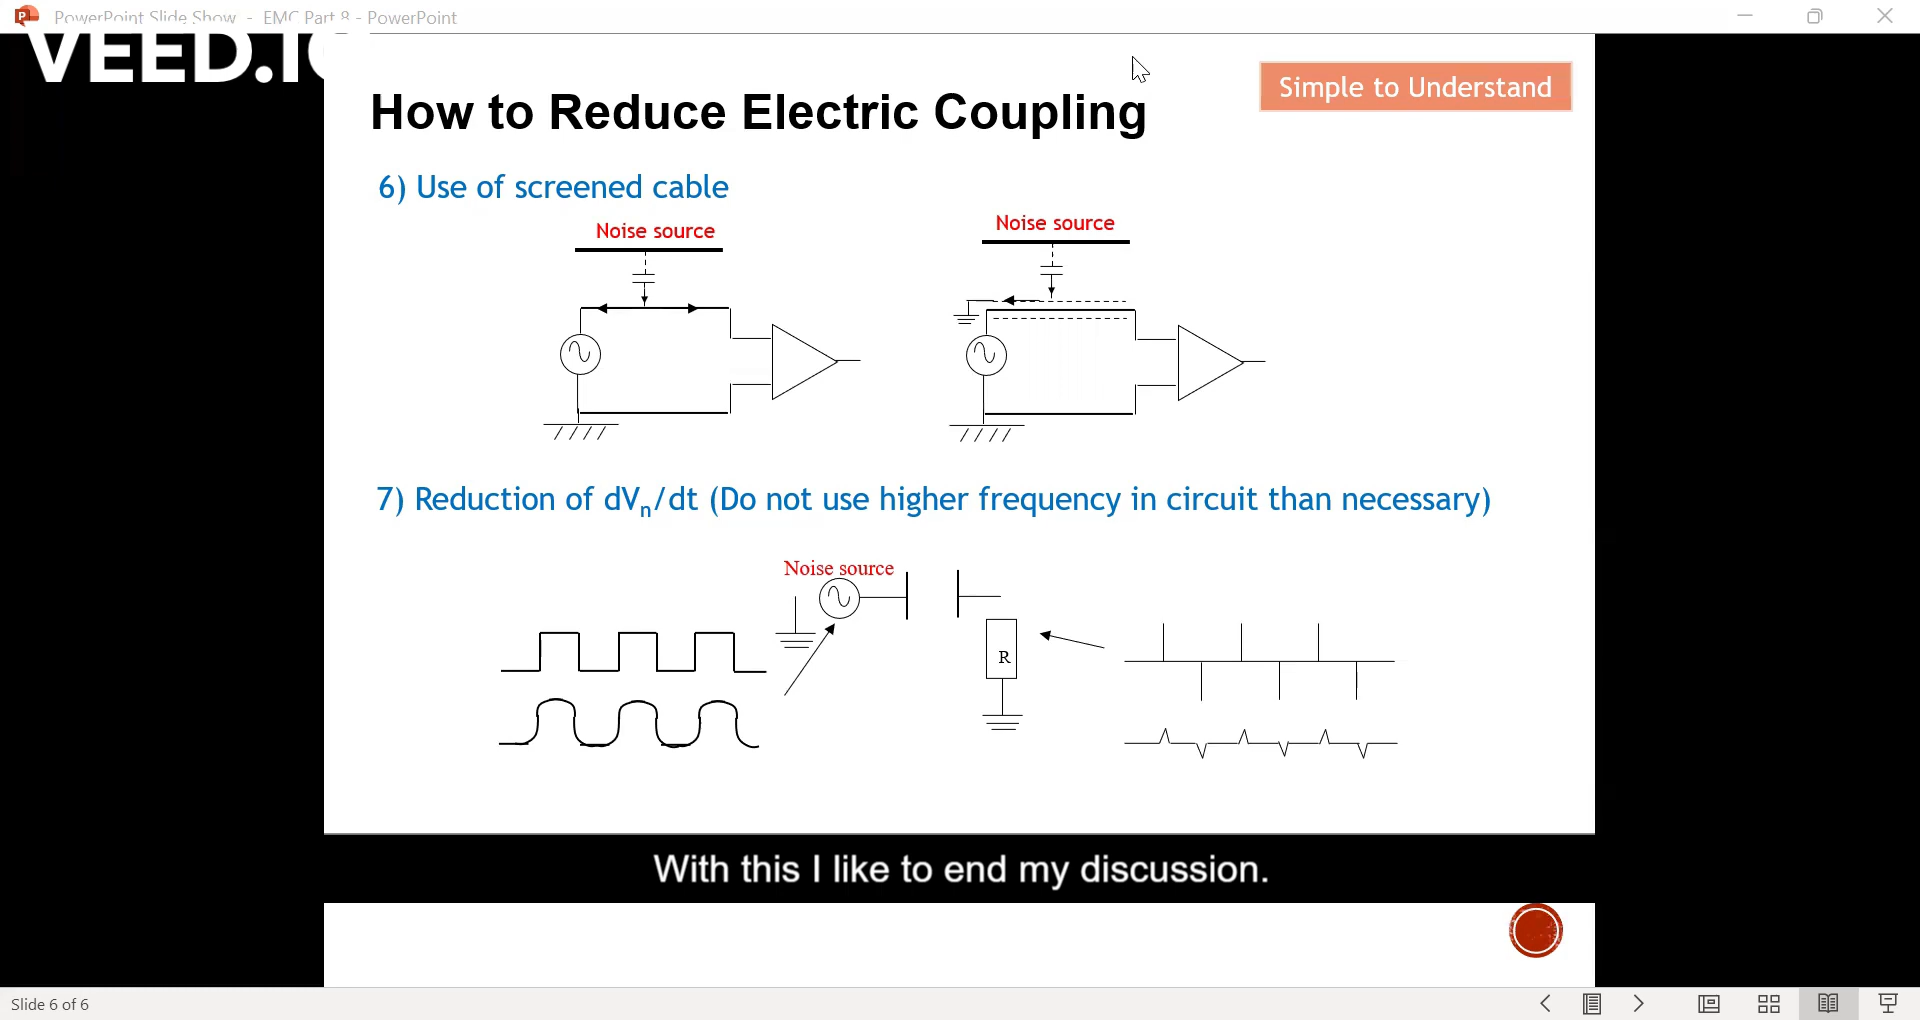 PowerPoint Slide Show - EMC Part 8 - PowerPoint
VEED.I
Simple to Understand
How to Reduce Electric Coupling
6) Use of screened cable
Noise source
Noise source
7) Reduction of dVn/dt (Do not use higher frequency in circuit than necessary)
Noise source
R
With this I like to end my discussion.
Slide 6 of 6